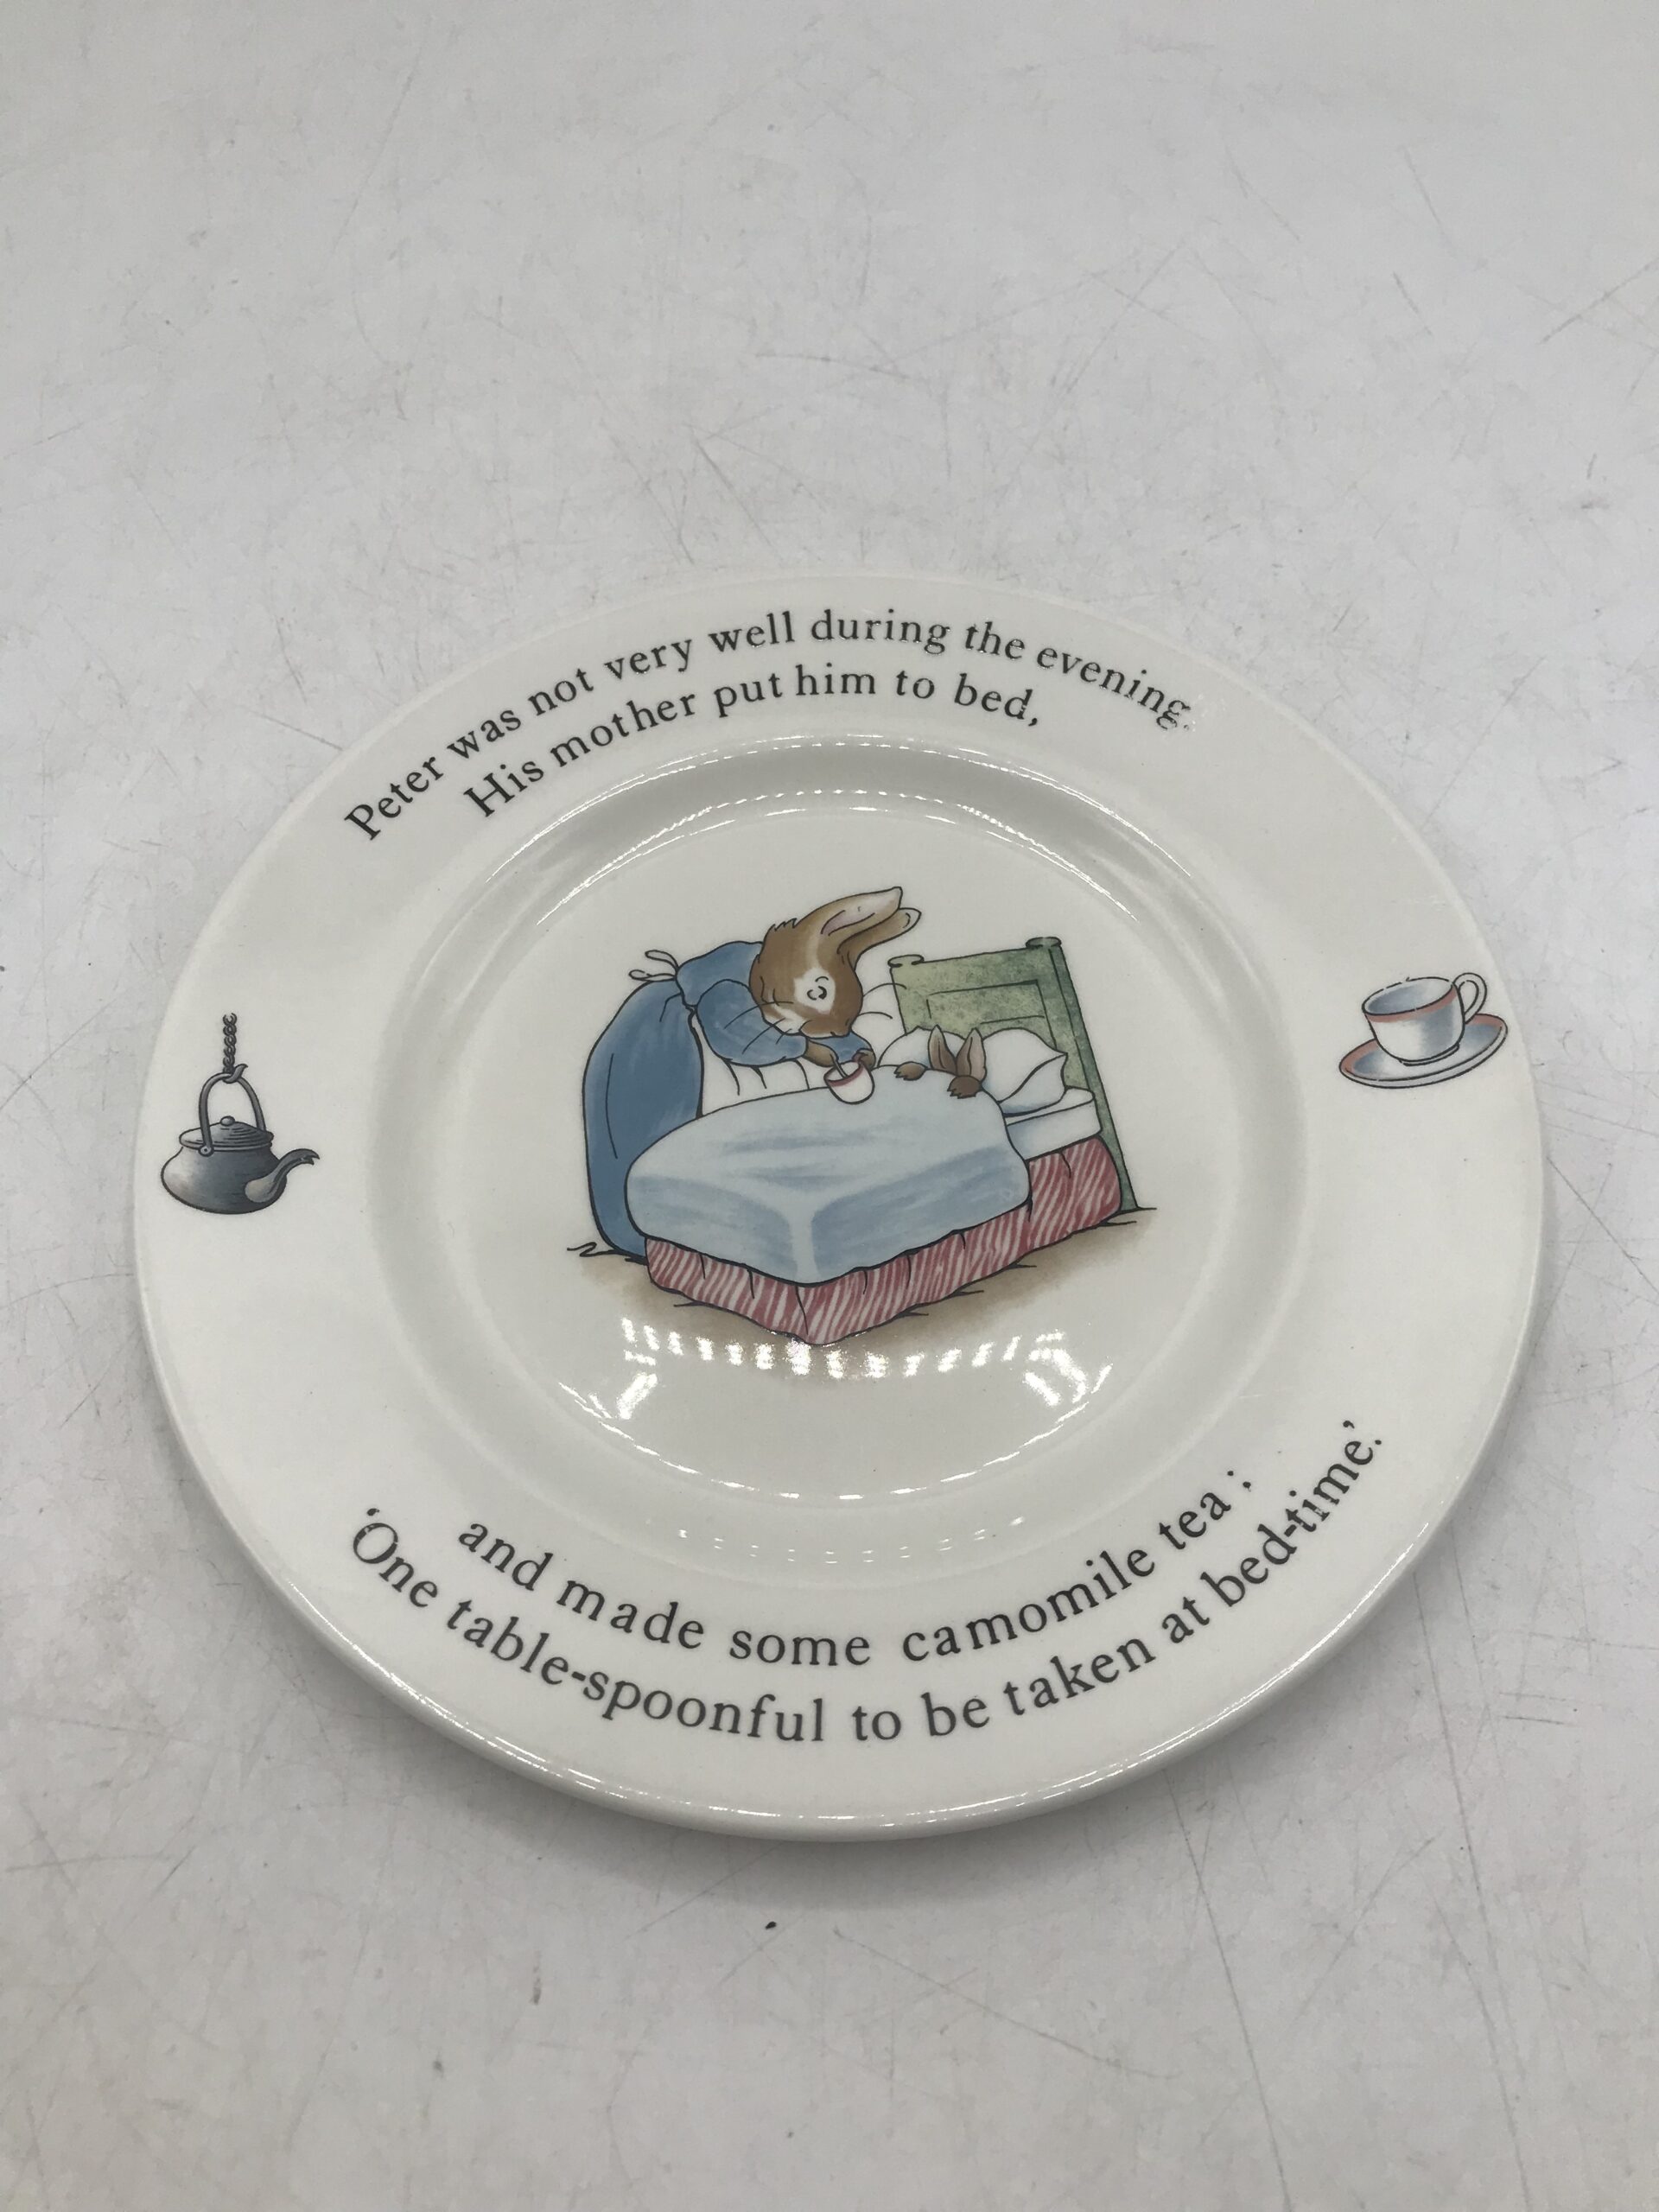 Peter was not very well during the evening.
His mother put him to bed,
and made some camomile tea ;
'One table-spoonful to be taken at bed-time'.